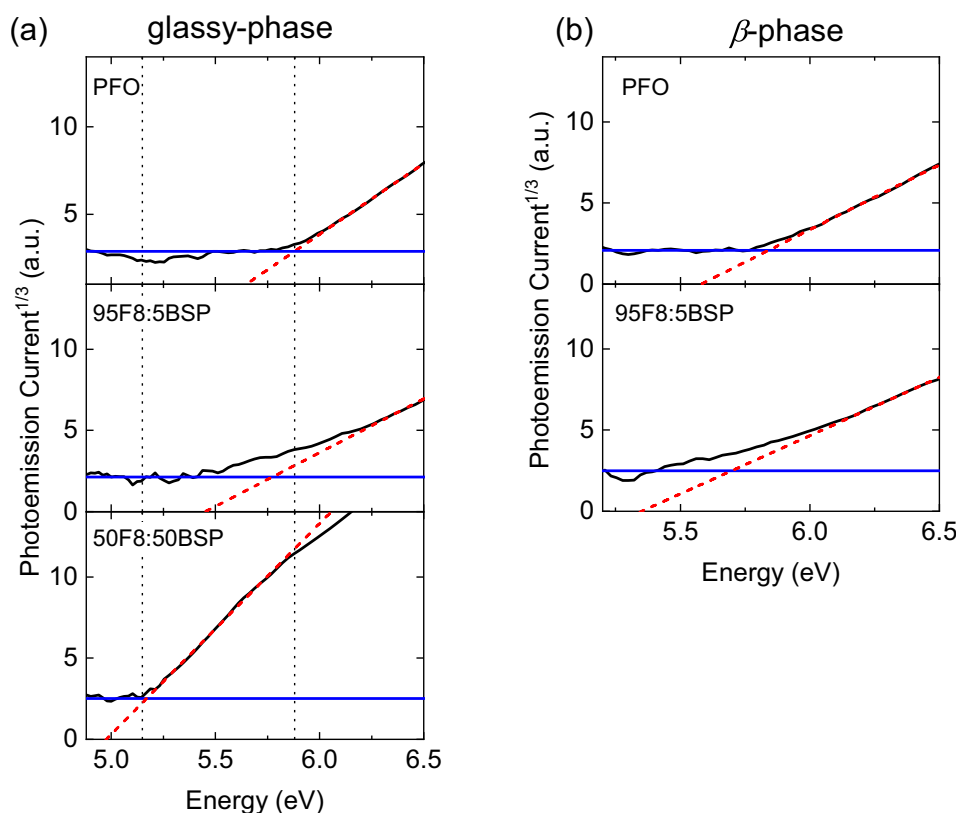 (a) glassy-phase
PFO
10
5
95F8:5BSP
10
5
0
50F8:50BSP
10
5
0
5.0 5.5 6.0 6.5
Energy (eV)
Photoemission Current^1/3 (a.u.)
(b) β-phase
PFO
10
5
0
95F8:5BSP
10
5
0
5.5 6.0 6.5
Energy (eV)
Photoemission Current^1/3 (a.u.)